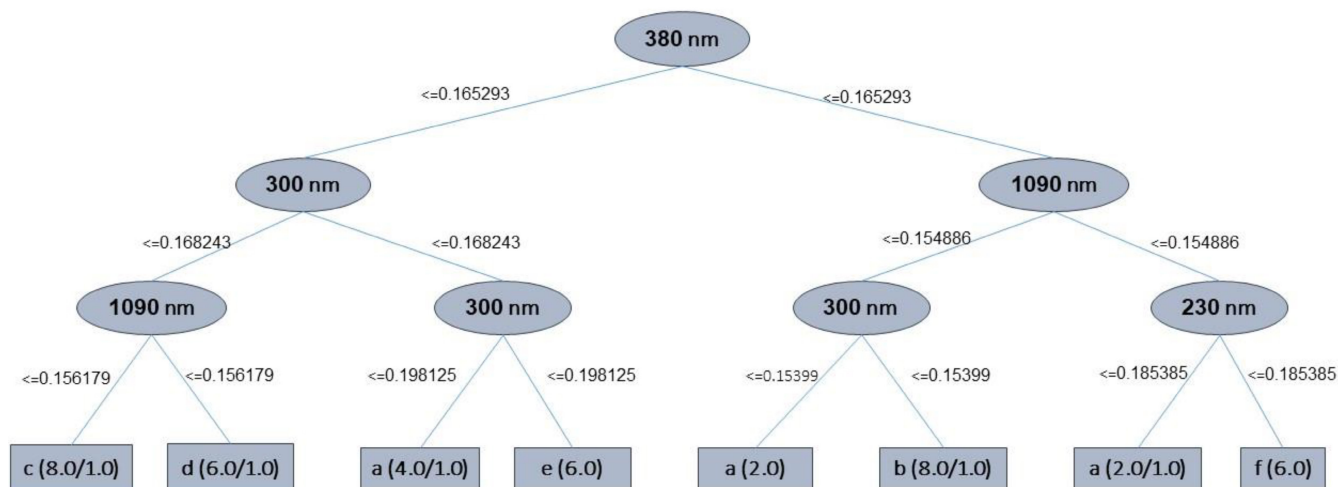 380 nm
<=0.165293
<=0.165293
300 nm
1090 nm
<=0.168243
<=0.168243
<=0.154886
<=0.154886
1090 nm
300 nm
300 nm
230 nm
<=0.156179
<=0.156179
<=0.198125
<=0.198125
<=0.15399
<=0.15399
<=0.185385
<=0.185385
c (8.0/1.0)
d (6.0/1.0)
a (4.0/1.0)
e (6.0)
a (2.0)
b (8.0/1.0)
a (2.0/1.0)
f (6.0)